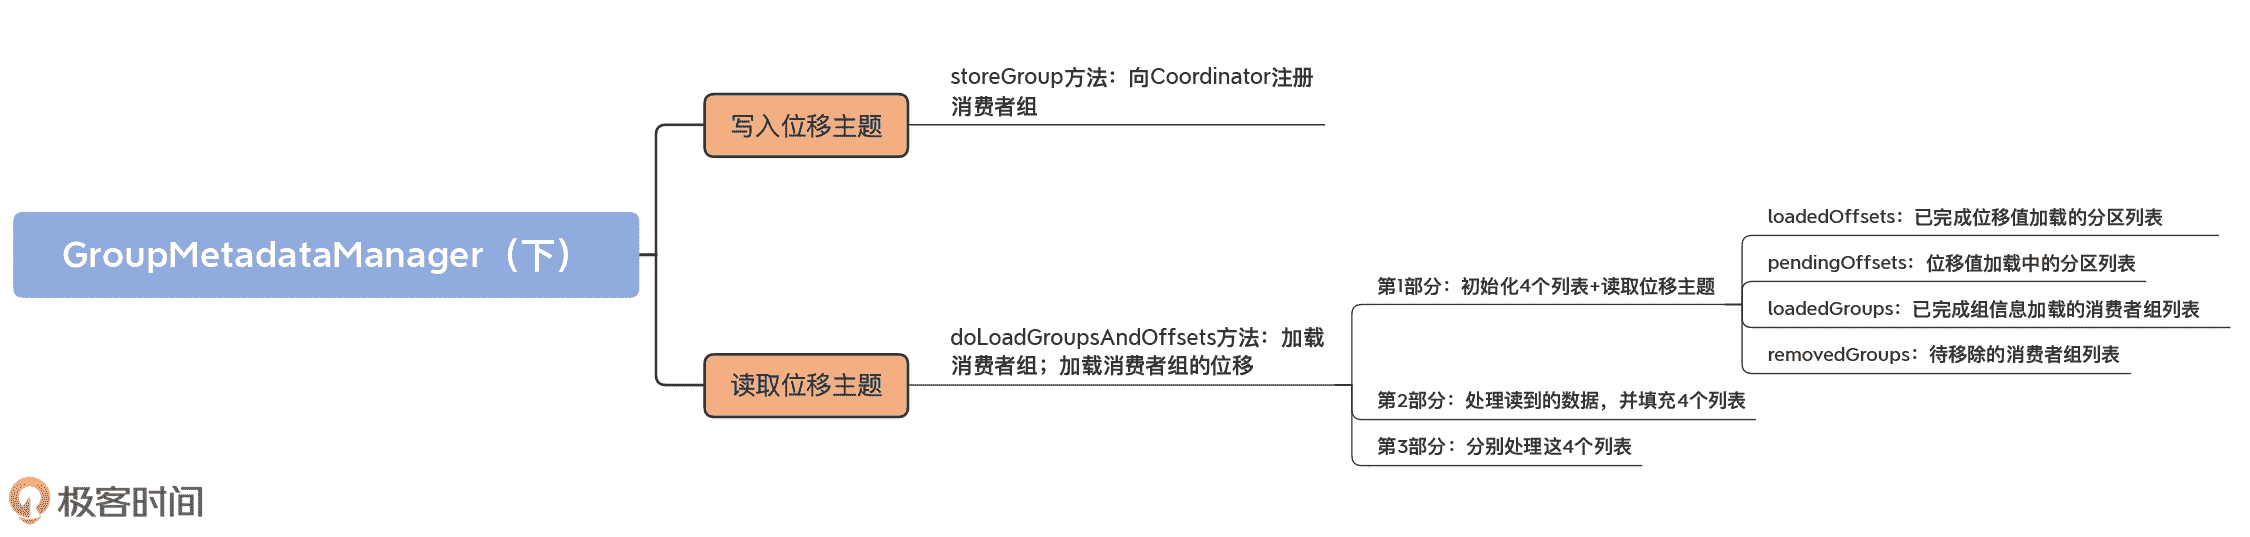 GroupMetadataManager（下）
写入位移主题
storeGroup方法：向Coordinator注册
消费者组
读取位移主题
doLoadGroupsAndOffsets方法：加载
消费者组；加载消费者组的位移
第1部分：初始化4个列表+读取位移主题
loadedOffsets：已完成位移值加载的分区列表
pendingOffsets：位移值加载中的分区列表
loadedGroups：已完成组信息加载的消费者组列表
removedGroups：待移除的消费者组列表
第2部分：处理读到的数据，并填充4个列表
第3部分：分别处理这4个列表
极客时间